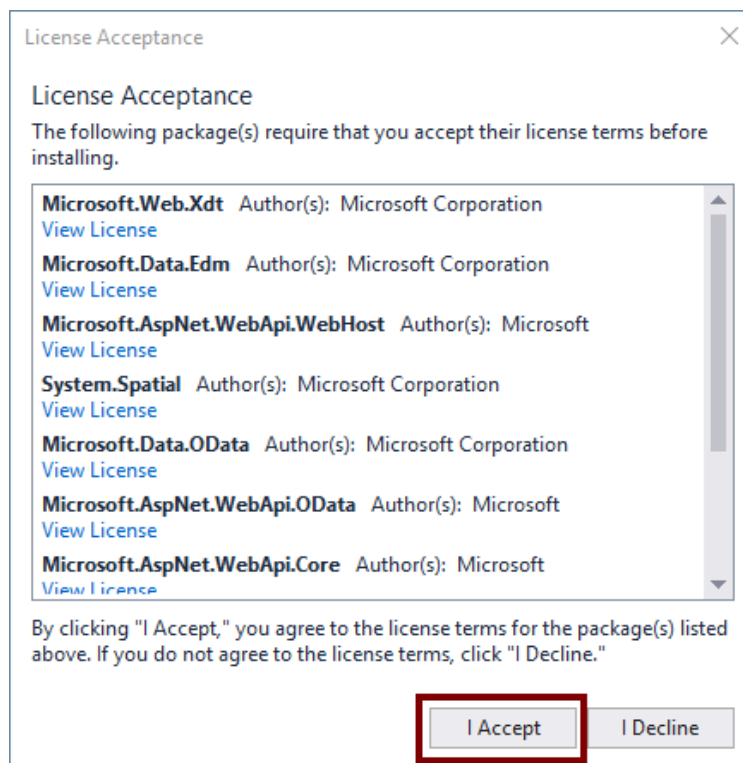 License Acceptance
License Acceptance
The following package(s) require that you accept their license terms before
installing.
Microsoft.Web.Xdt Author(s): Microsoft Corporation
View License
Microsoft.Data.Edm Author(s): Microsoft Corporation
View License
Microsoft.AspNet.WebApi.WebHost Author(s): Microsoft
View License
System.Spatial Author(s): Microsoft Corporation
View License
Microsoft.Data.OData Author(s): Microsoft Corporation
View License
Microsoft.AspNet.WebApi.OData Author(s): Microsoft
View License
Microsoft.AspNet.WebApi.Core Author(s): Microsoft
View License
By clicking "I Accept," you agree to the license terms for the package(s) listed
above. If you do not agree to the license terms, click "I Decline."
I Accept I Decline